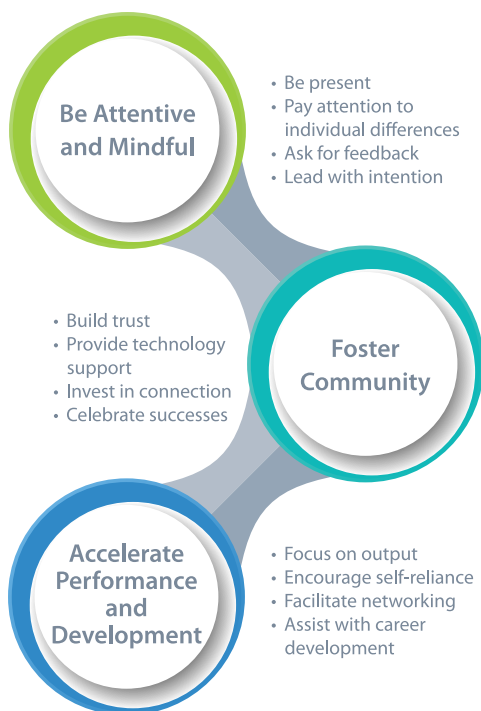 Be Attentive
and Mindful
• Be present
• Pay attention to
individual differences
• Ask for feedback
• Lead with intention
• Build trust
• Provide technology
support
• Invest in connection
• Celebrate successes
Foster
Community
Accelerate
Performance
and
Development
• Focus on output
• Encourage self-reliance
• Facilitate networking
• Assist with career
development